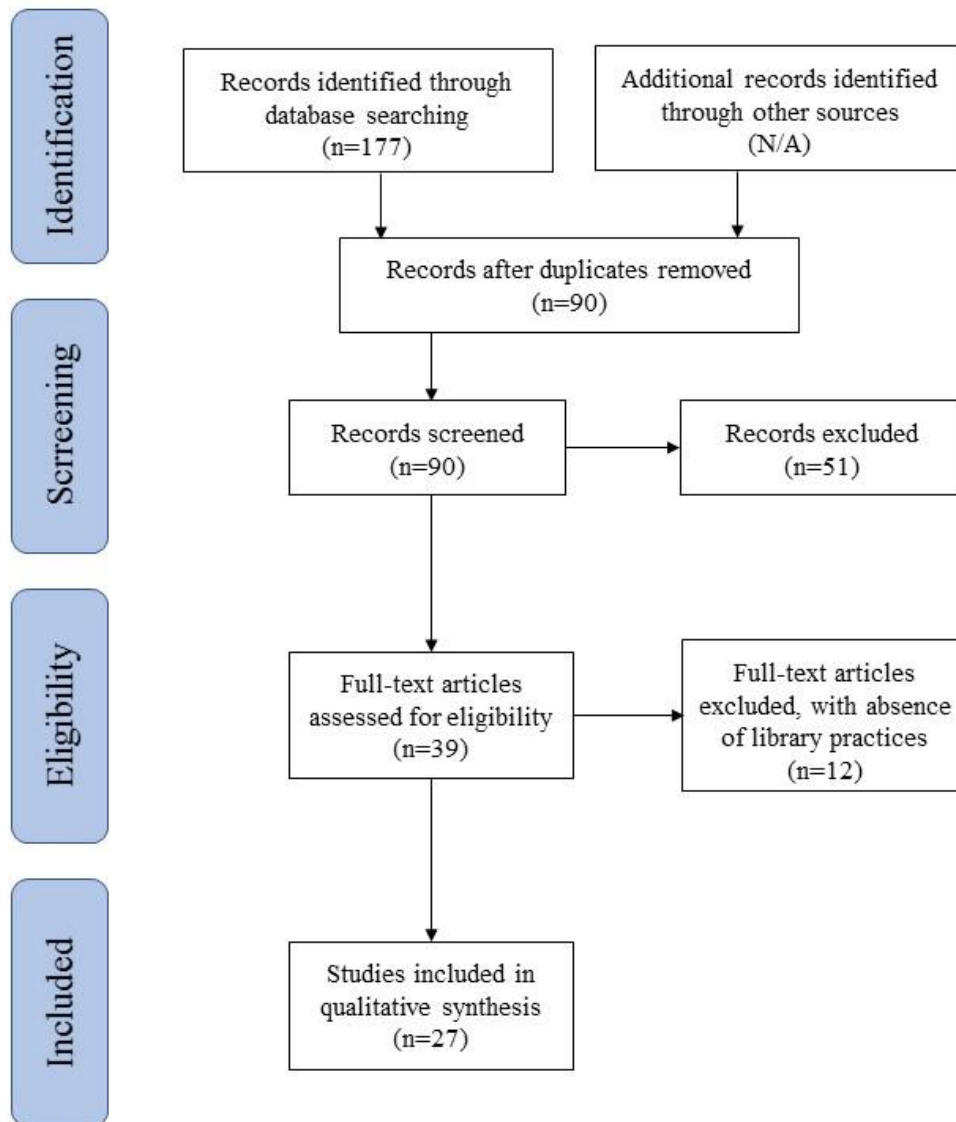 Identification
Records identified through
database searching
(n=177)
Additional records identified
through other sources
(N/A)
Records after duplicates removed
(n=90)
Scrreening
Records screened
(n=90)
Records excluded
(n=51)
Eligibility
Full-text articles
assessed for eligibility
(n=39)
Full-text articles
excluded, with absence
of library practices
(n=12)
Included
Studies included in
qualitative synthesis
(n=27)